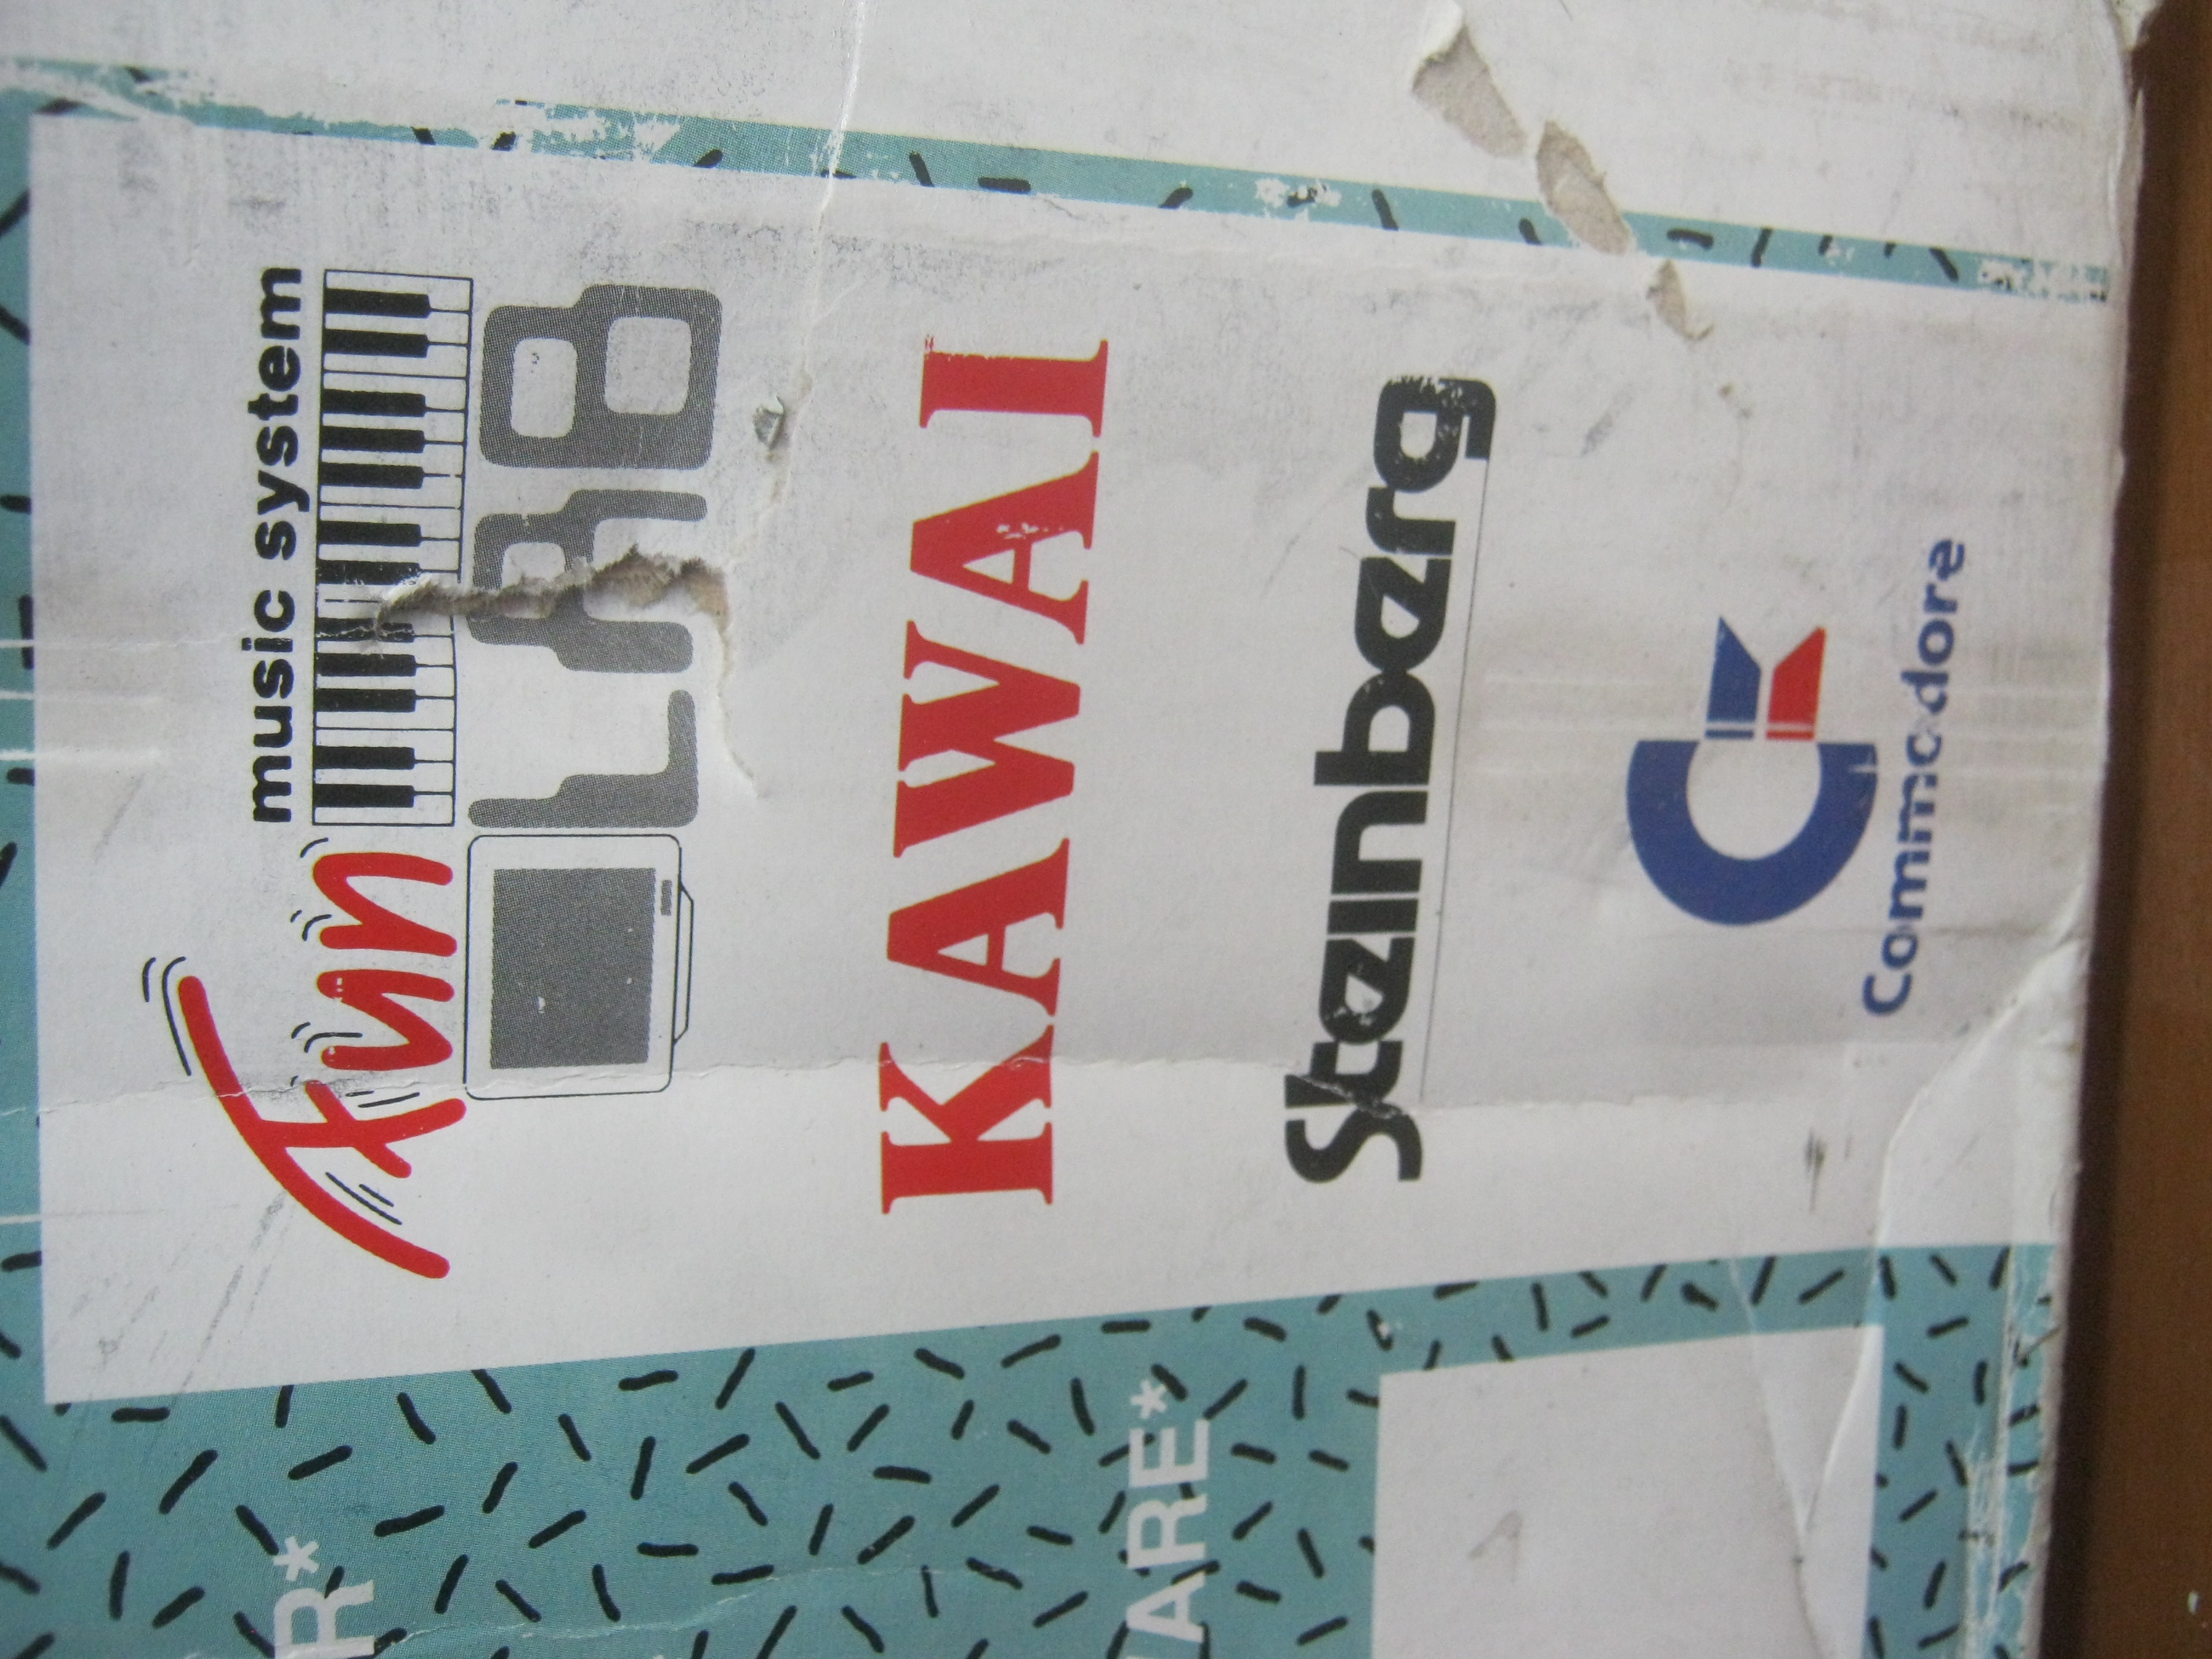 music system
Fun
LAB
KAWAI
Steinberg
Commodore
R*
ARE*